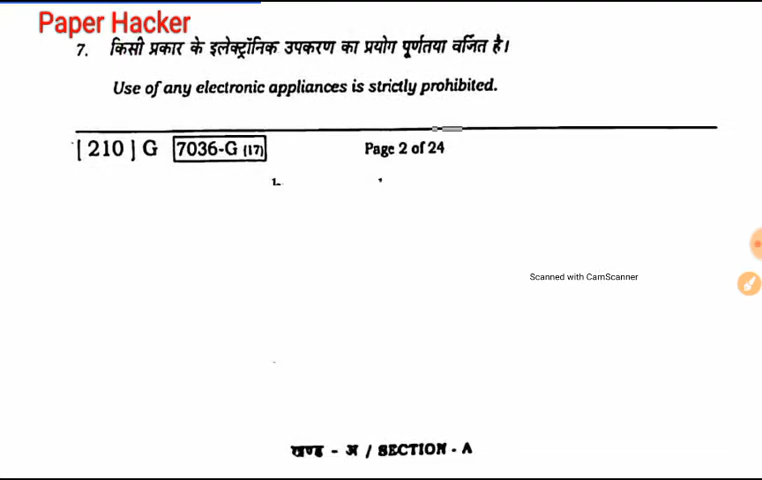 Paper Hacker
7. किसी प्रकार के इलेक्ट्रॉनिक उपकरण का प्रयोग पूर्णतया वर्जित है।
Use of any electronic appliances is strictly prohibited.
[ 210 ] G 7036-G (17) Page 2 of 24
Scanned with CamScanner
खण्ड - अ / SECTION - A